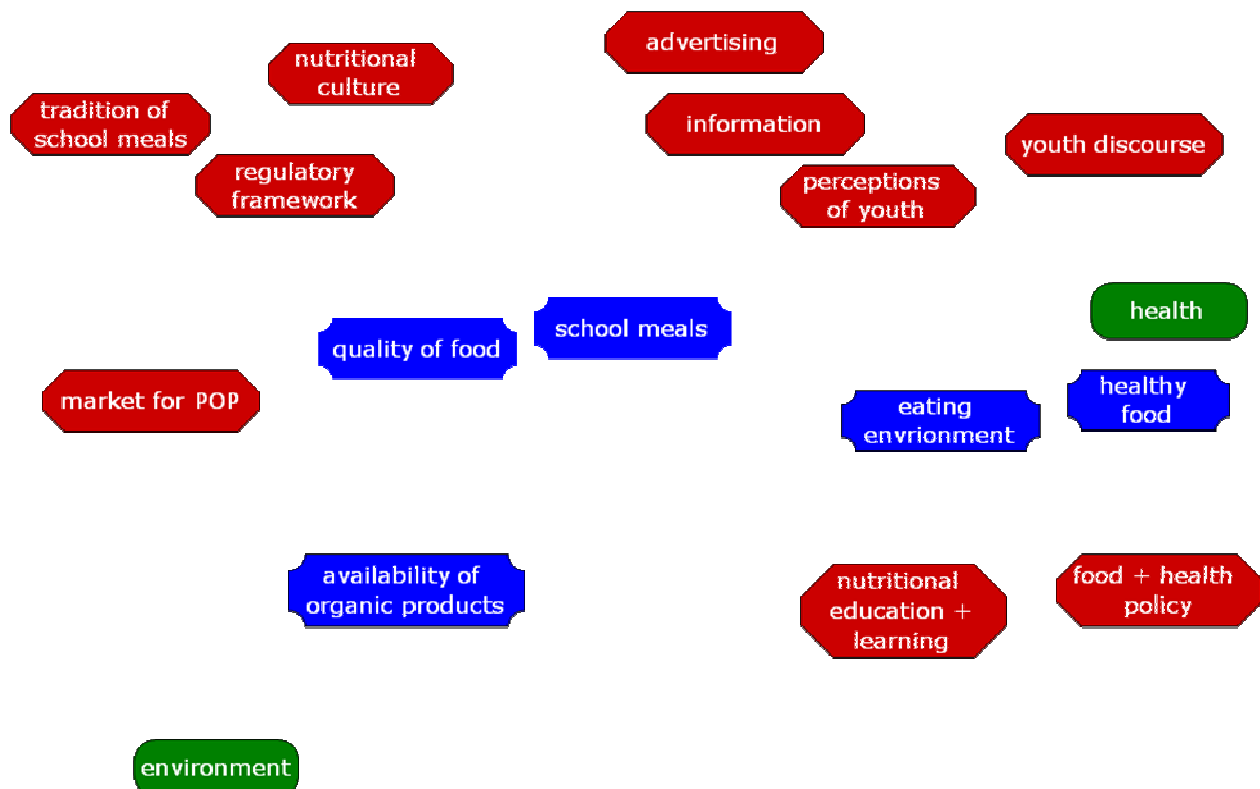 advertising
nutritional
culture
tradition of
school meals
information
youth discourse
regulatory
framework
perceptions
of youth
health
school meals
quality of food
market for POP
healthy
food
eating
envrionment
availability of
organic products
nutritional
education +
learning
food + health
policy
environment